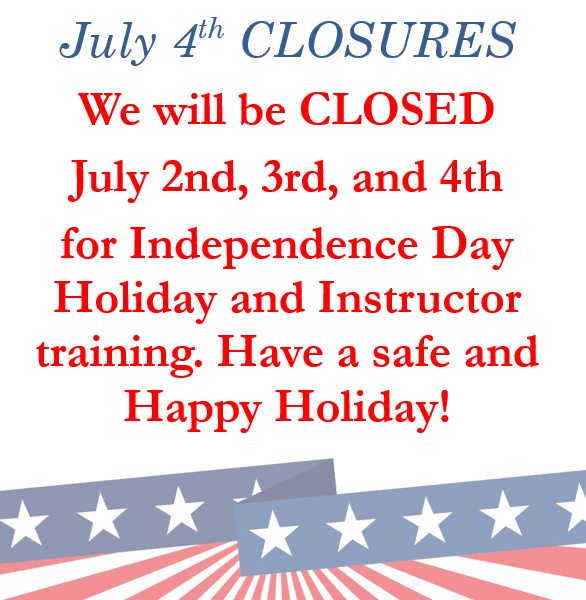 July 4th CLOSURES
We will be CLOSED
July 2nd, 3rd, and 4th
for Independence Day
Holiday and Instructor
training. Have a safe and
Happy Holiday!